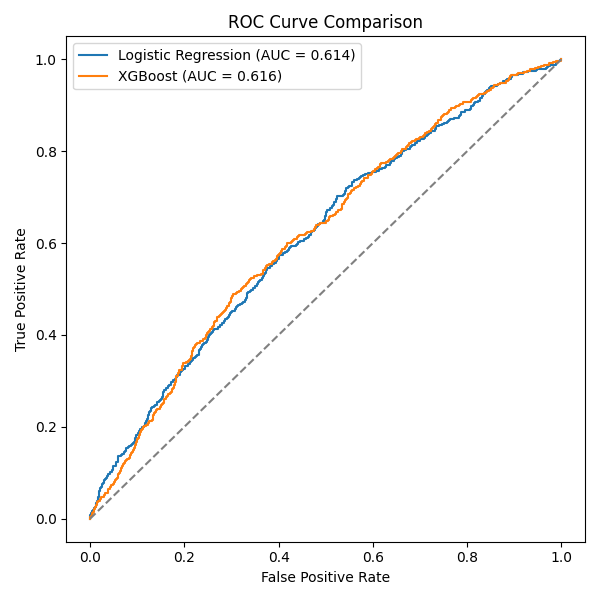 ROC Curve Comparison
Logistic Regression (AUC = 0.614)
XGBoost (AUC = 0.616)
True Positive Rate
1.0
0.8
0.6
0.4
0.2
0.0
0.0 0.2 0.4 0.6 0.8 1.0
False Positive Rate